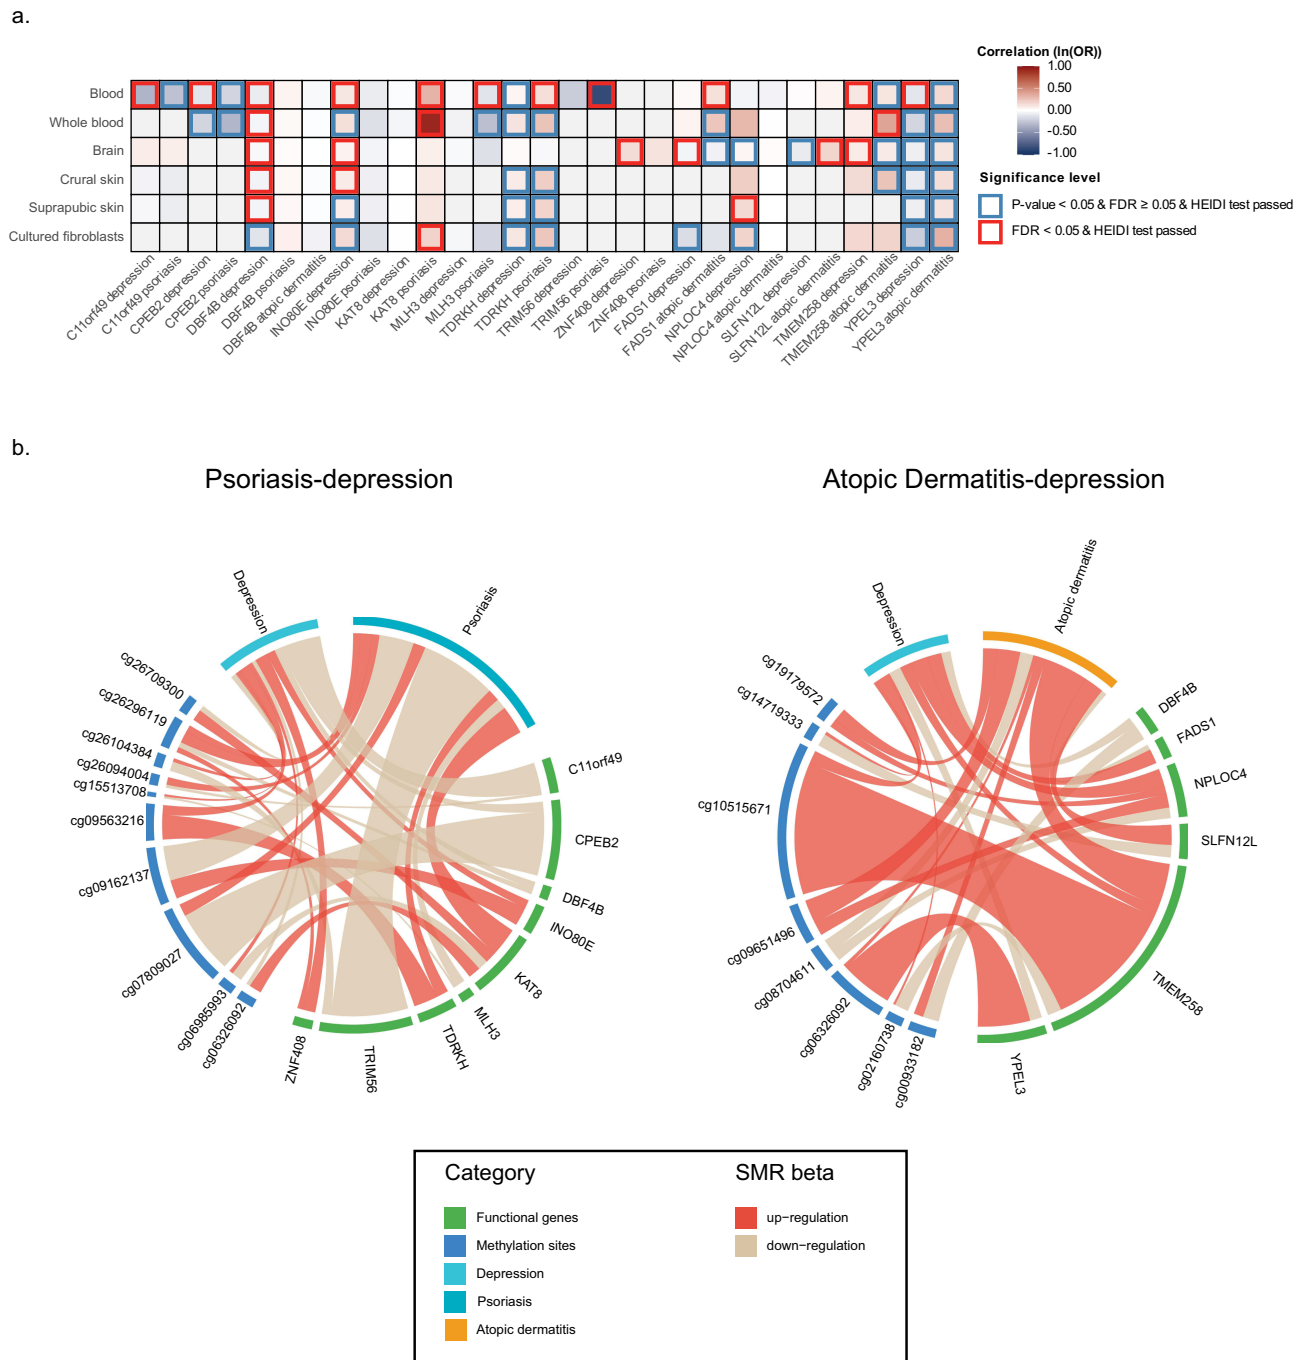 a.
Correlation (ln(OR))
1.00
0.50
0.00
-0.50
-1.00
Significance level
P-value < 0.05 & FDR ≥ 0.05 & HEIDI test passed
FDR < 0.05 & HEIDI test passed
Blood
Whole blood
Brain
Crural skin
Suprapubic skin
Cultured fibroblasts
C11orf49 depression
C11orf49 psoriasis
CPEB2 depression
CPEB2 psoriasis
DBF4B depression
DBF4B psoriasis
DBF4B atopic dermatitis
INO80E depression
INO80E psoriasis
KAT8 depression
KAT8 psoriasis
MLH3 depression
MLH3 psoriasis
TDRKH depression
TDRKH psoriasis
TRIM56 depression
TRIM56 psoriasis
ZNF408 depression
ZNF408 psoriasis
FADS1 depression
FADS1 atopic dermatitis
NPLOC4 depression
NPLOC4 atopic dermatitis
SLFN12L depression
SLFN12L atopic dermatitis
TMEM258 depression
TMEM258 atopic dermatitis
YPEL3 depression
YPEL3 atopic dermatitis
b.
Psoriasis-depression
Depression
Psoriasis
C11orf49
CPEB2
DBF4B
INO80E
KAT8
MLH3
TDRKH
TRIM56
ZNF408
cg06326092
cg06985993
cg07809027
cg09162137
cg09563216
cg15513708
cg26094004
cg26104384
cg26296119
cg26709300
Atopic Dermatitis-depression
Depression
Atopic dermatitis
DBF4B
FADS1
NPLOC4
SLFN12L
TMEM258
YPEL3
cg00933182
cg02160738
cg06326092
cg08704611
cg09651496
cg10515671
cg14719333
cg19179572
Category
Functional genes
Methylation sites
Depression
Psoriasis
Atopic dermatitis
SMR beta
up−regulation
down−regulation